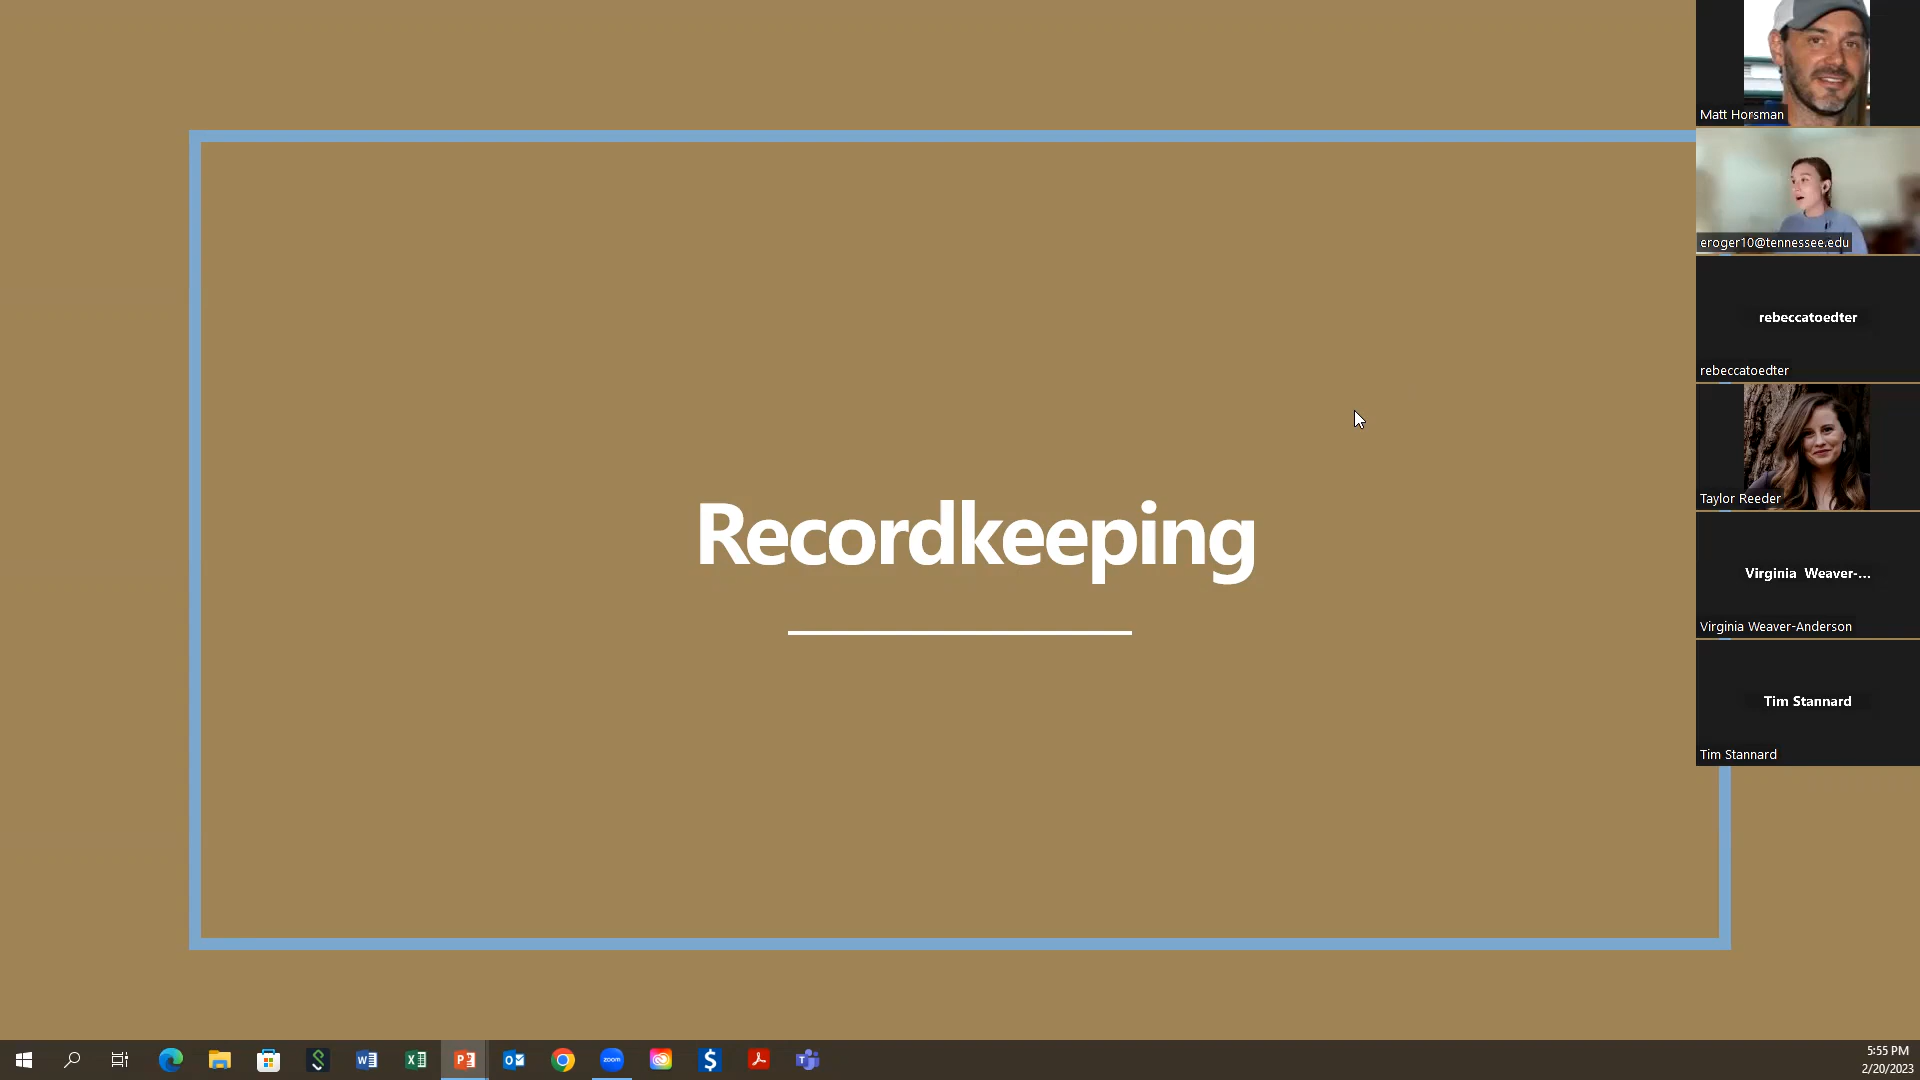 Matt Horsman
eroger10@tennessee.edu
rebeccatoedter
rebeccatoedter
Taylor Reeder
Virginia Weaver-...
Virginia Weaver-Anderson
Tim Stannard
Tim Stannard
Recordkeeping
zoom
5:55 PM
2/20/2023